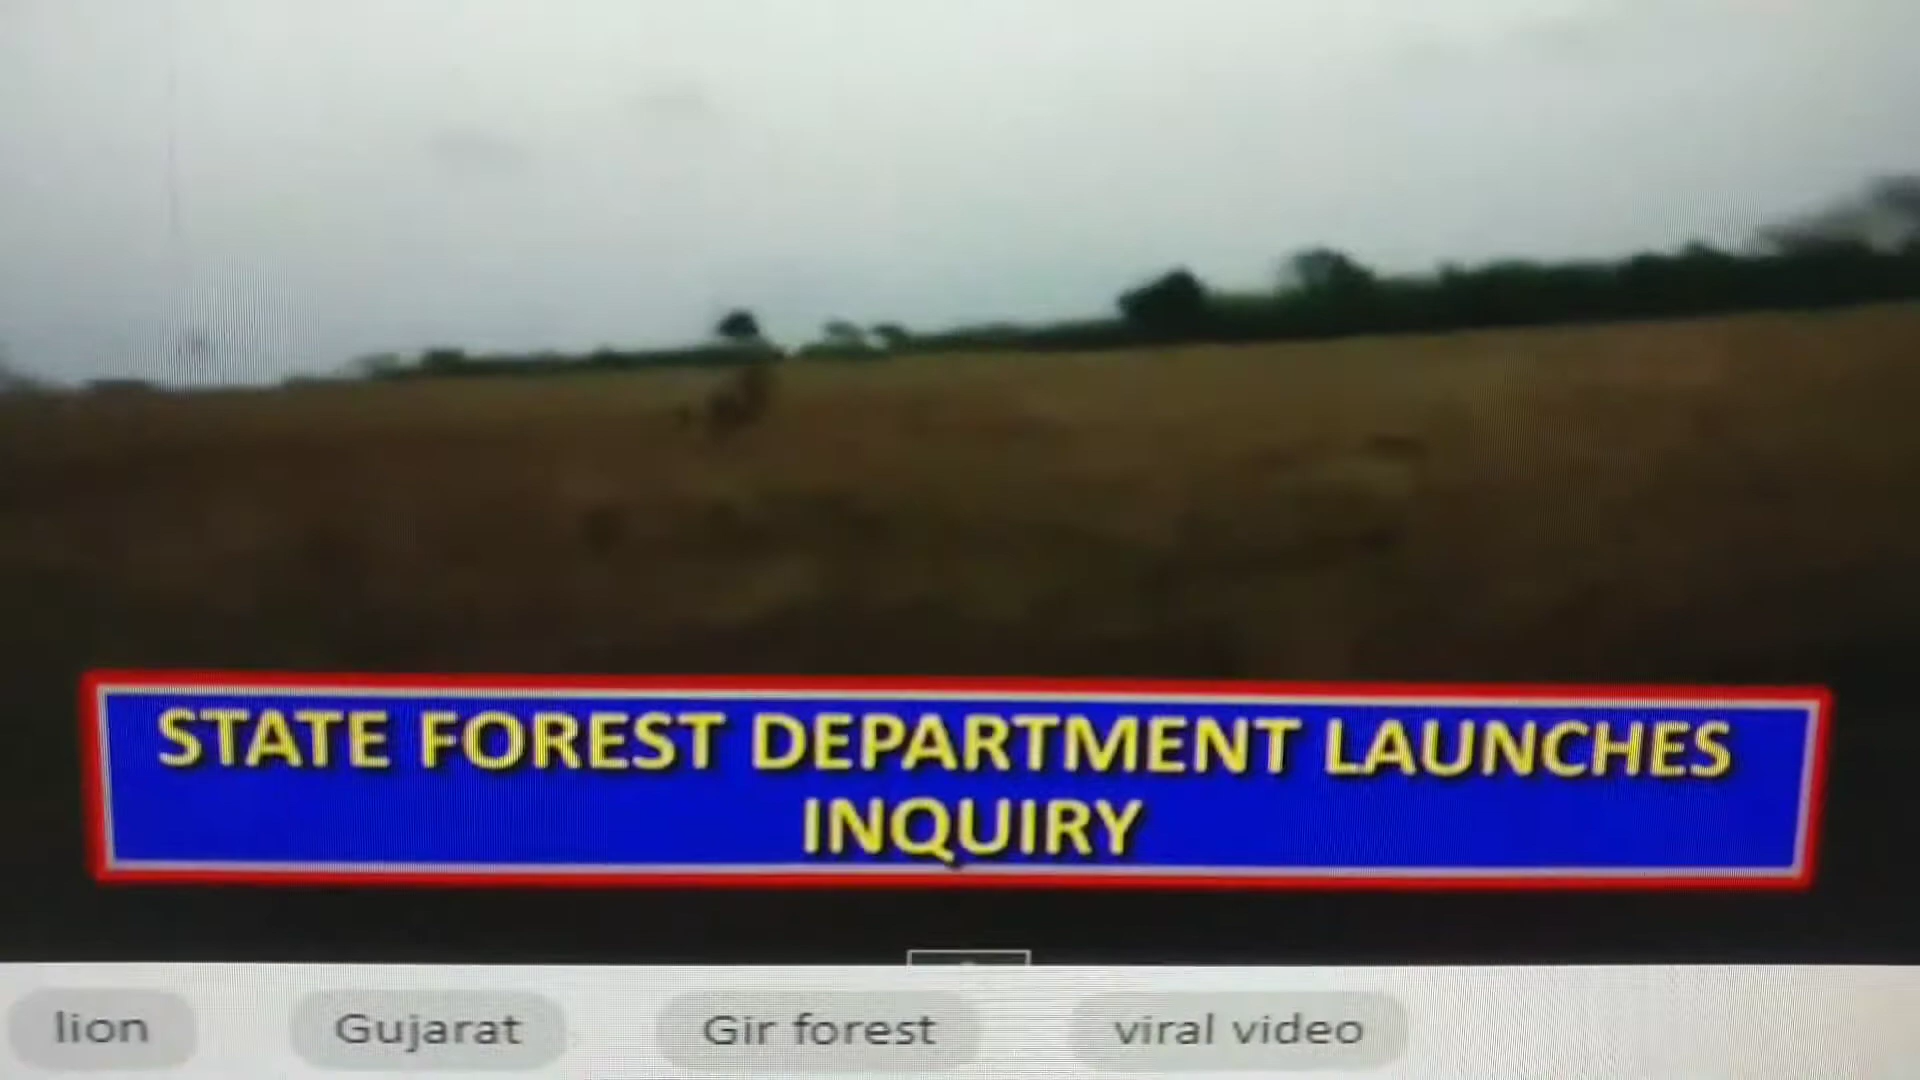 STATE FOREST DEPARTMENT LAUNCHES
INQUIRY
lion
Gujarat
Gir forest
viral video